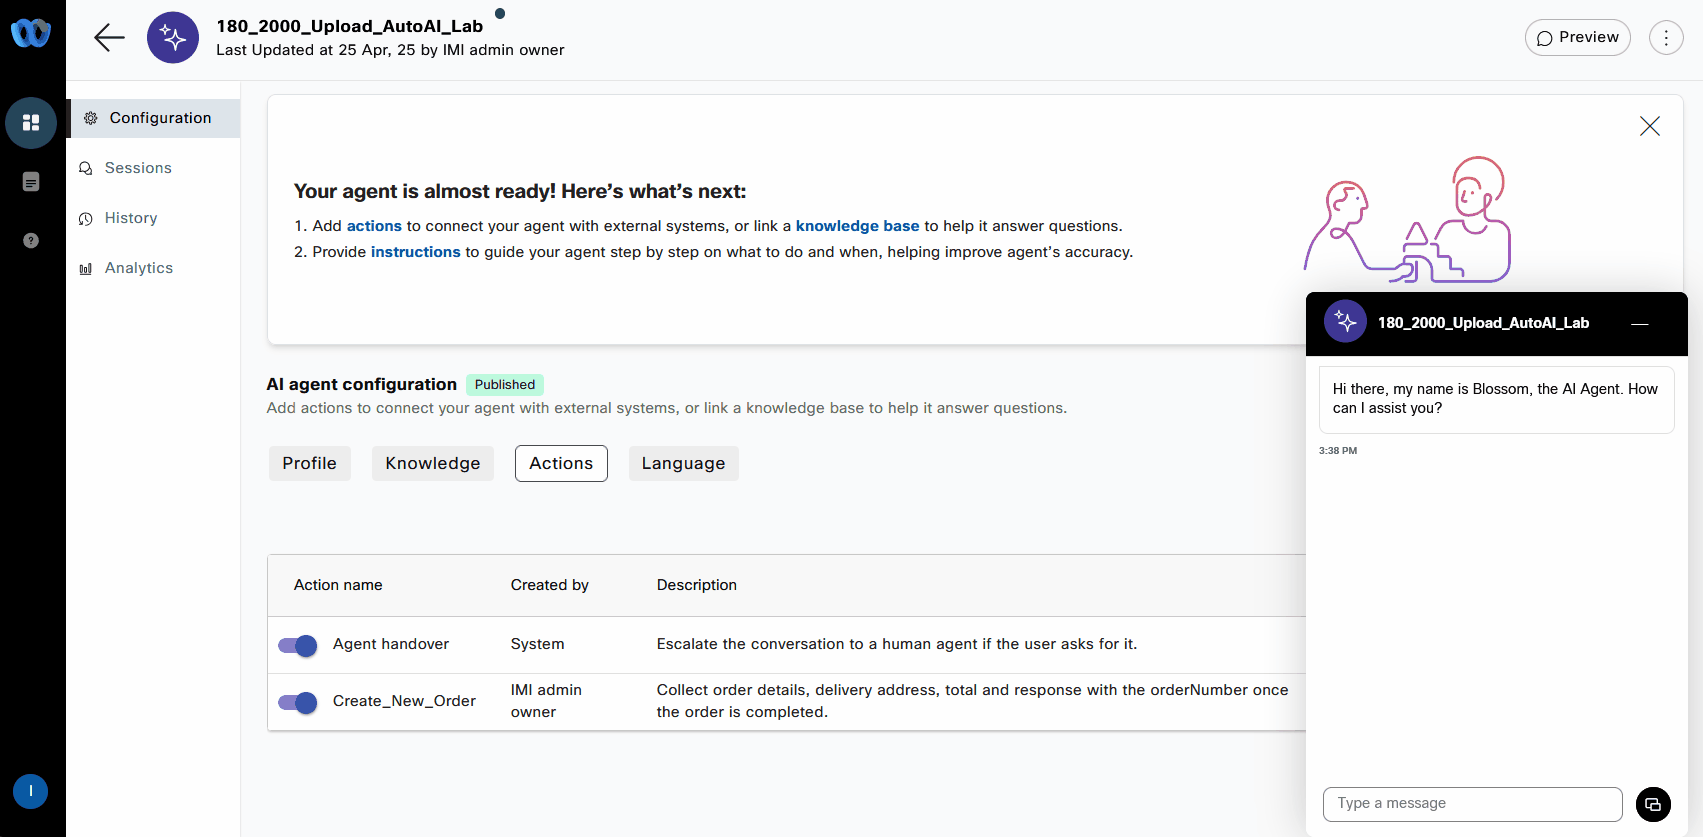 180_2000_Upload_AutoAI_Lab
Last Updated at 25 Apr, 25 by IMI admin owner
Preview
Configuration
Sessions
History
Analytics
Your agent is almost ready! Here’s what’s next:
1. Add actions to connect your agent with external systems, or link a knowledge base to help it answer questions.
2. Provide instructions to guide your agent step by step on what to do and when, helping improve agent’s accuracy.
AI agent configuration Published
Add actions to connect your agent with external systems, or link a knowledge base to help it answer questions.
Profile Knowledge Actions Language
Action name Created by Description
Agent handover System Escalate the conversation to a human agent if the user asks for it.
Create_New_Order IMI admin owner Collect order details, delivery address, total and response with the orderNumber once
the order is completed.
180_2000_Upload_AutoAI_Lab
Hi there, my name is Blossom, the AI Agent. How
can I assist you?
3:38 PM
Type a message
?
I